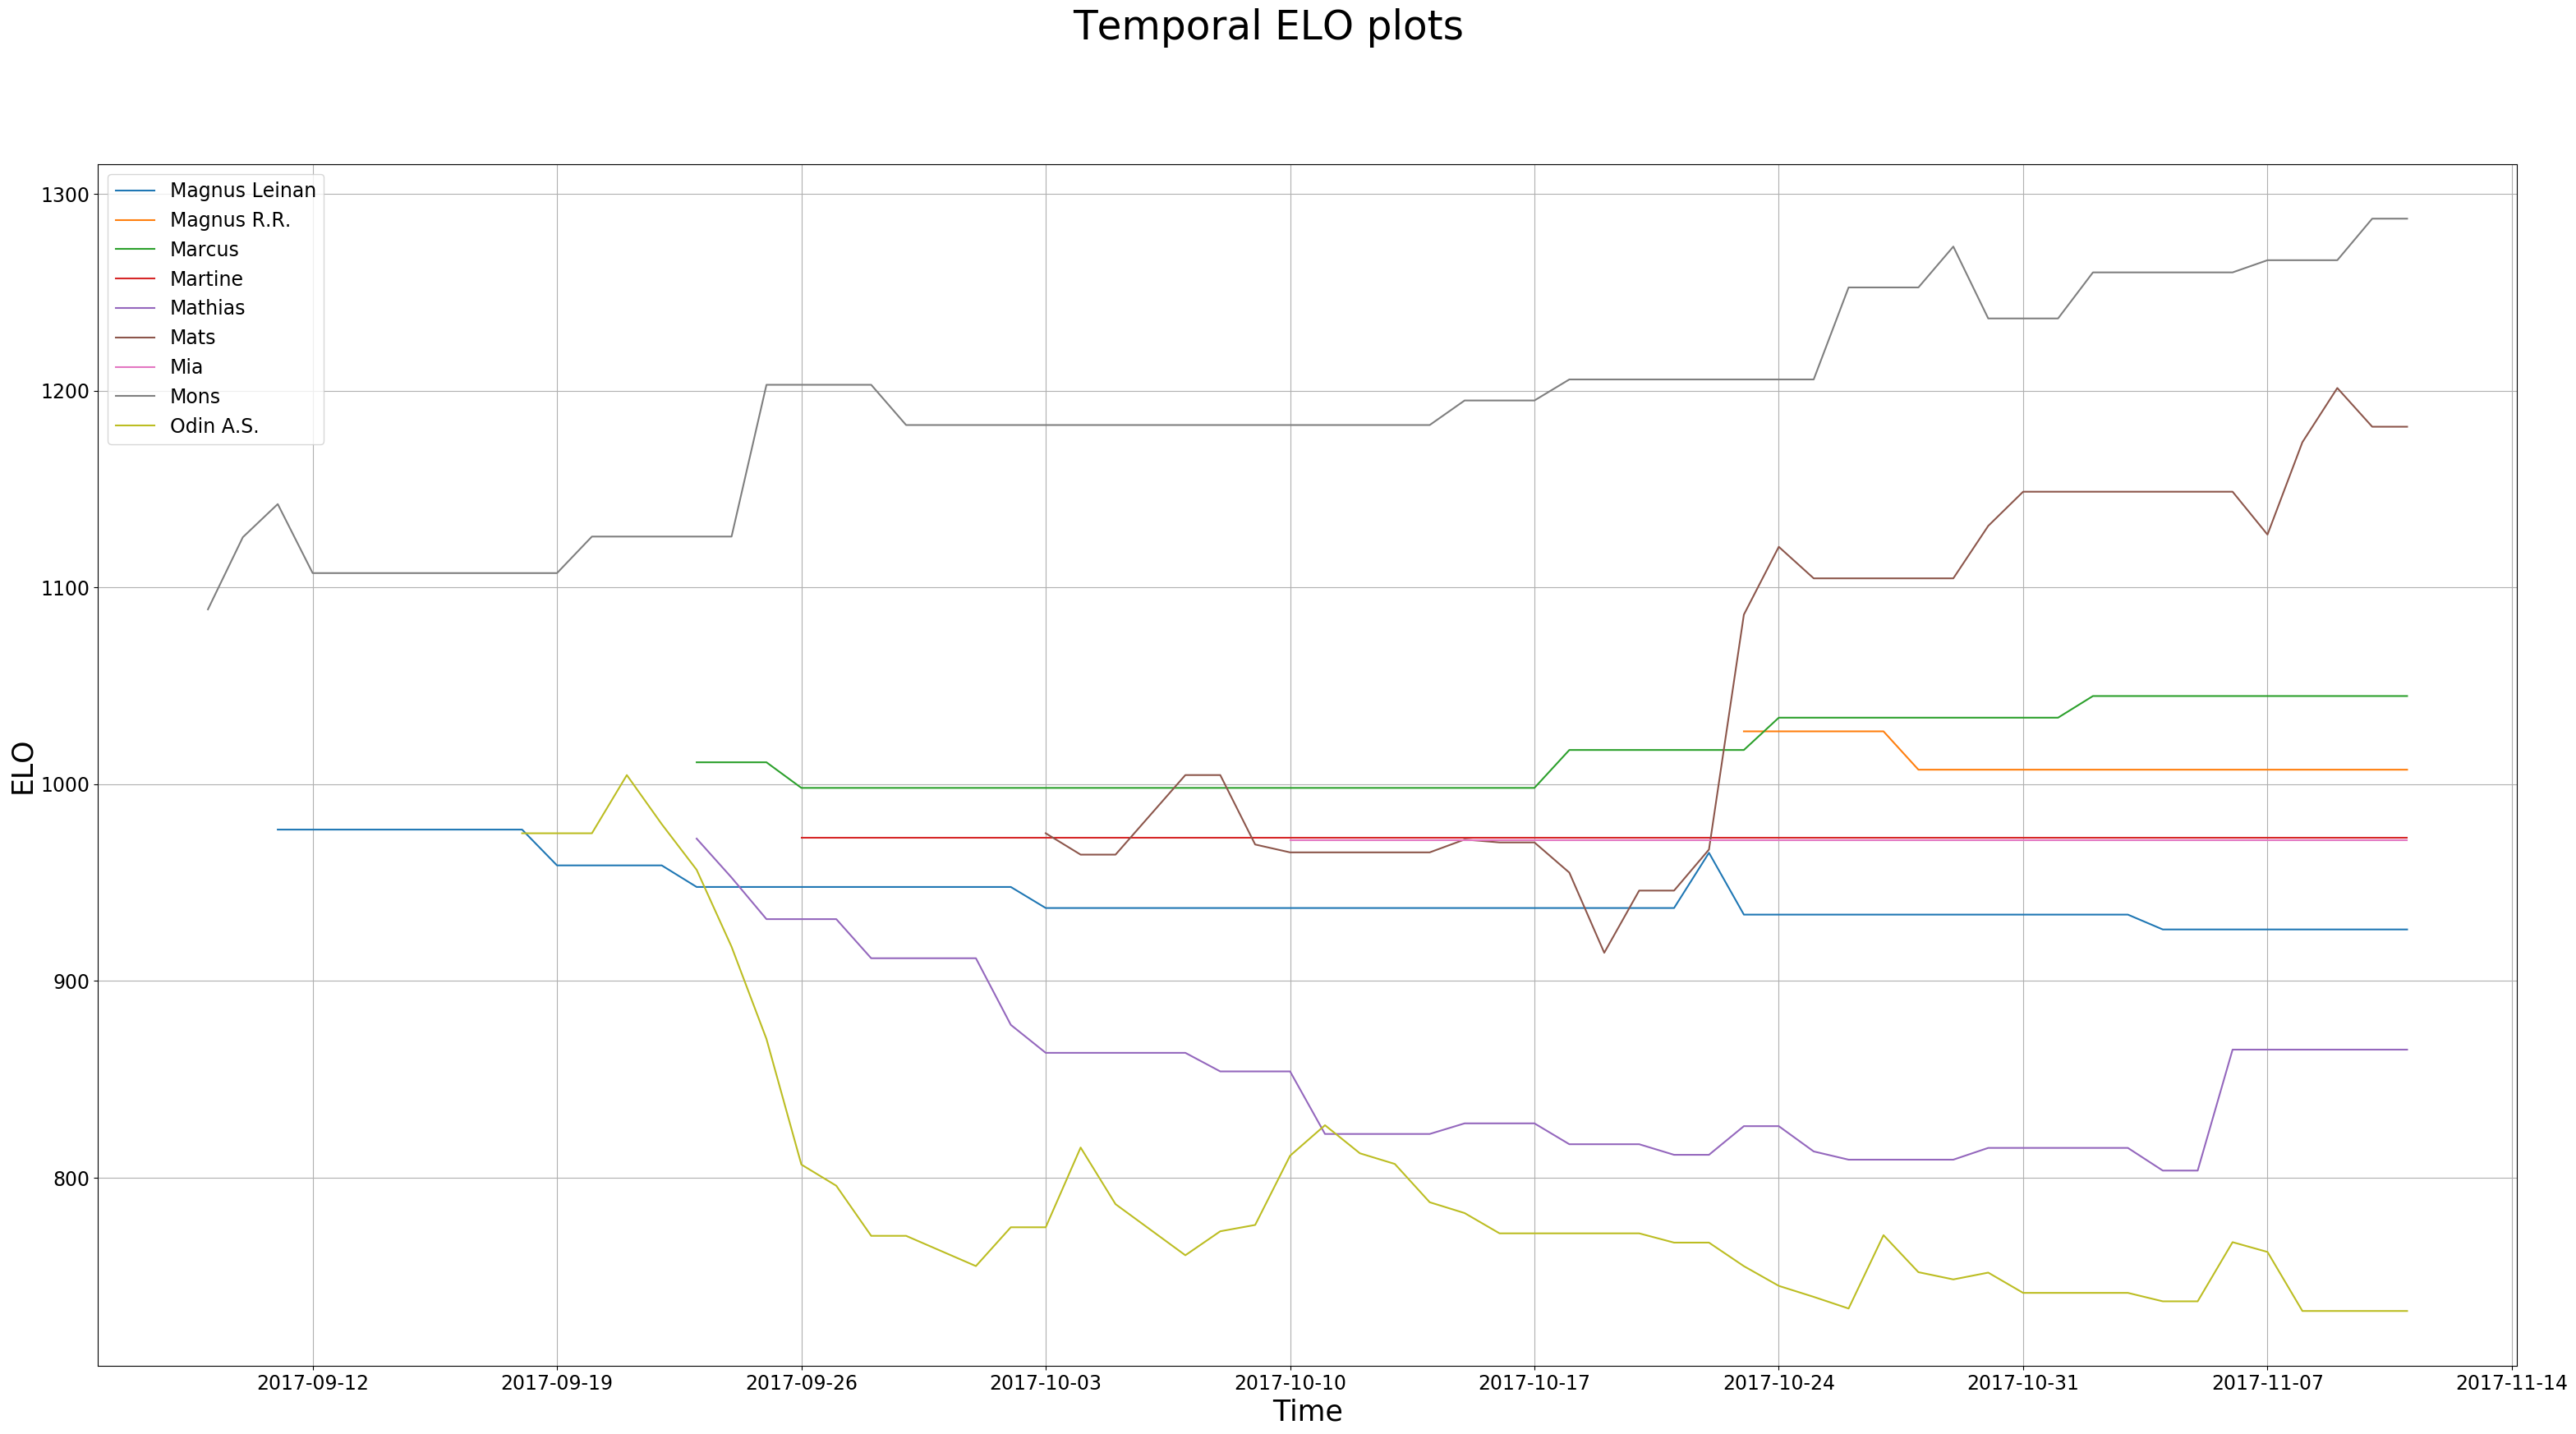 Temporal ELO plots
Magnus Leinan
Magnus R.R.
Marcus
Martine
Mathias
Mats
Mia
Mons
Odin A.S.
1300
1200
1100
1000
900
800
ELO
2017-09-12
2017-09-19
2017-09-26
2017-10-03
2017-10-10
2017-10-17
2017-10-24
2017-10-31
2017-11-07
2017-11-14
Time